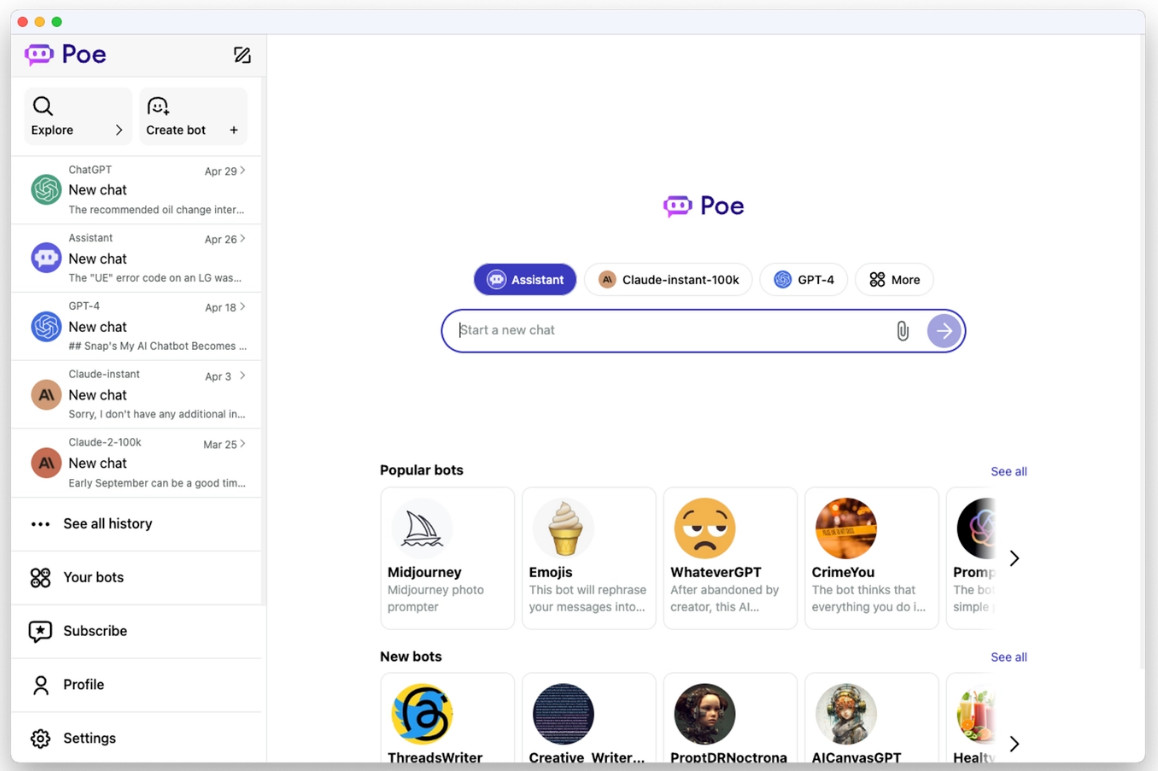 Poe
Explore
Create bot +
ChatGPT
Apr 29
New chat
The recommended oil change inter...
Assistant
Apr 26
New chat
The "UE" error code on an LG was...
GPT-4
Apr 18
New chat
## Snap's My AI Chatbot Becomes ...
Claude-instant
Apr 3
New chat
Sorry, I don't have any additional in...
Claude-2-100k
Mar 25
New chat
Early September can be a good tim...
See all history
Your bots
Subscribe
Profile
Settings
Poe
Assistant
Claude-instant-100k
GPT-4
More
Start a new chat
Popular bots
See all
Midjourney
Midjourney photo
prompter
Emojis
This bot will rephrase
your messages into...
WhateverGPT
After abandoned by
creator, this AI...
CrimeYou
The bot thinks that
everything you do i...
Promp
The bo
simple
New bots
See all
ThreadsWriter
Creative_Writer...
ProptDRNoctrona
AICanvasGPT
Healty